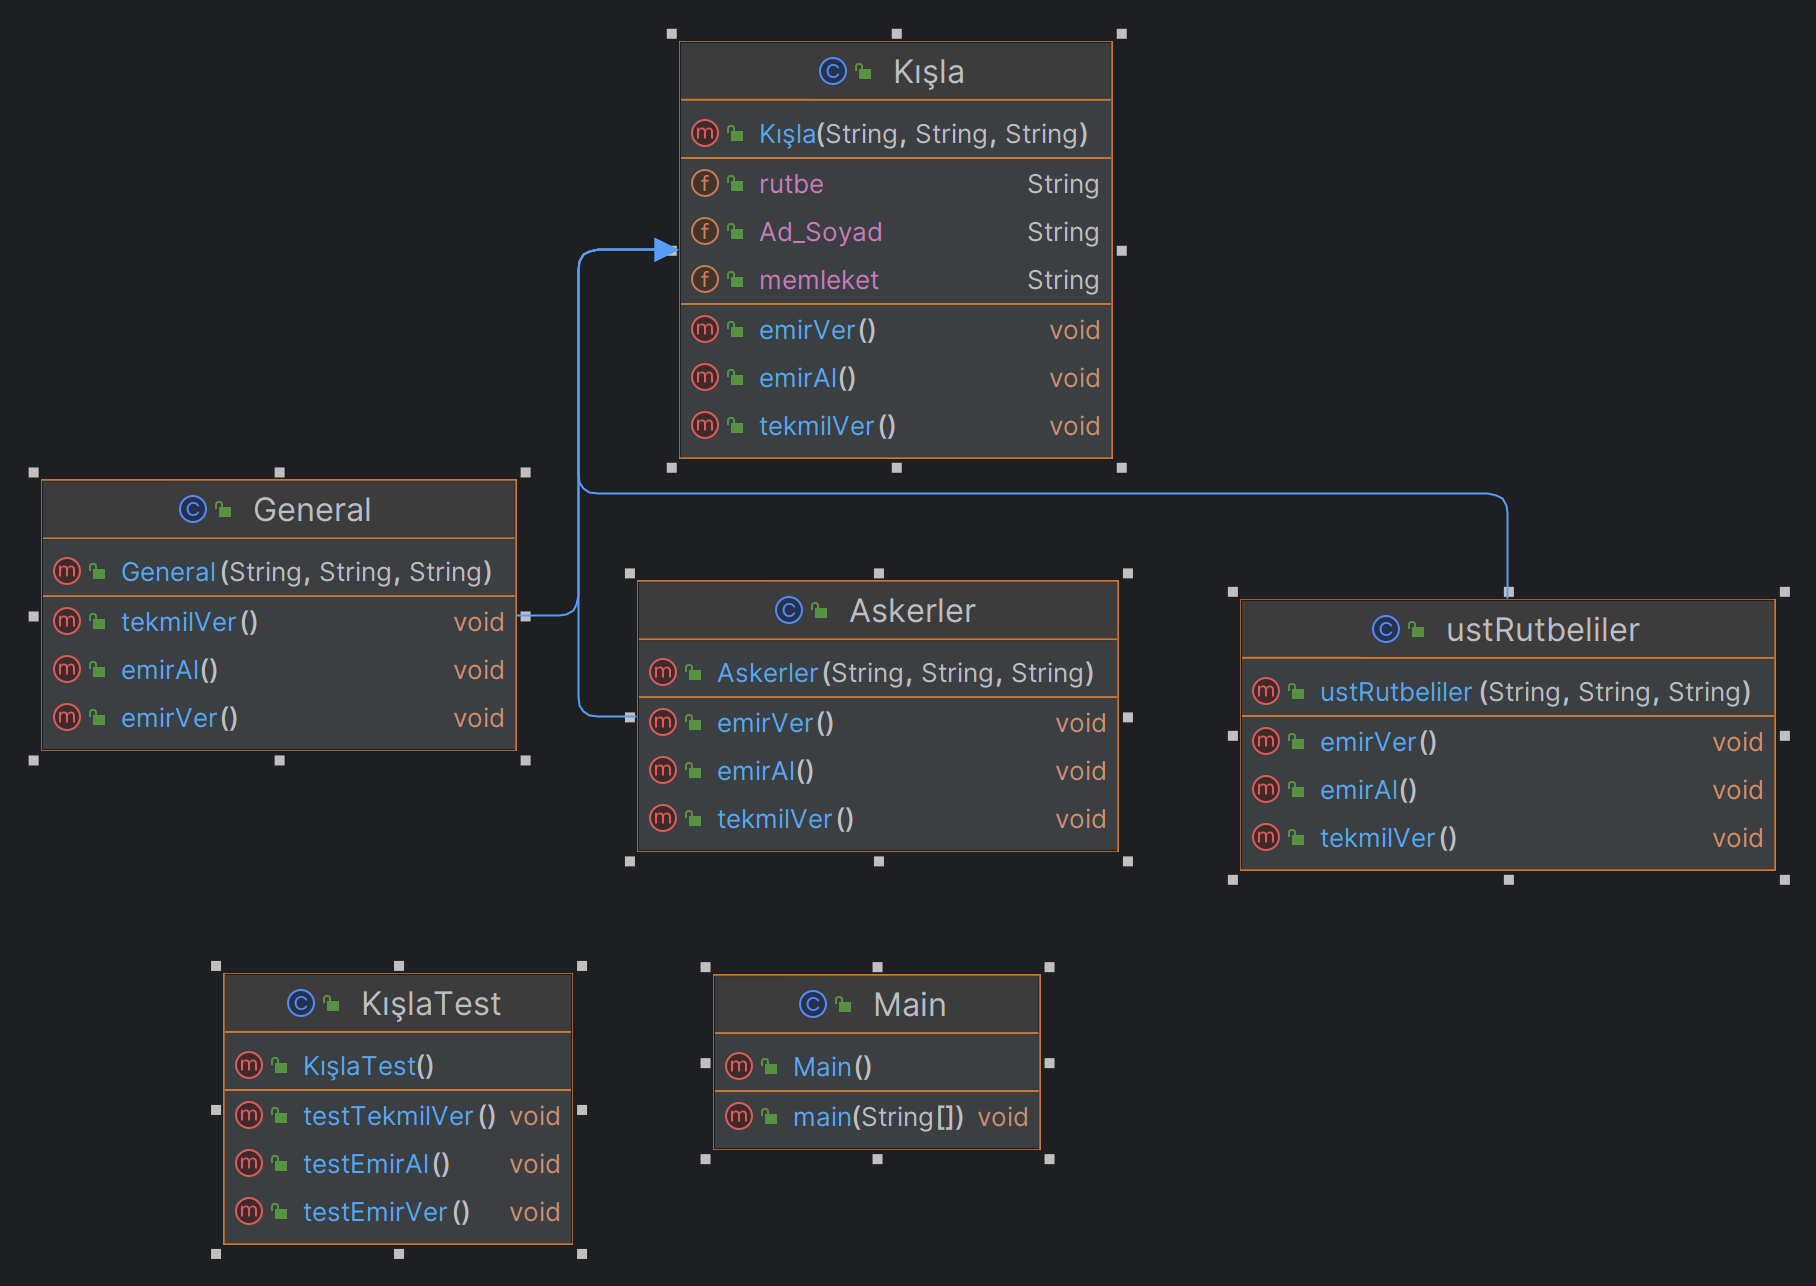 Kışla
Kışla(String, String, String)
rutbe String
Ad_Soyad String
memleket String
emirVer() void
emirAl() void
tekmilVer() void
General
General(String, String, String)
tekmilVer() void
emirAl() void
emirVer() void
Askerler
Askerler(String, String, String)
emirVer() void
emirAl() void
tekmilVer() void
ustRutbeliler
ustRutbeliler(String, String, String)
emirVer() void
emirAl() void
tekmilVer() void
KışlaTest
KışlaTest()
testTekmilVer() void
testEmirAl() void
testEmirVer() void
Main
Main()
main(String[]) void